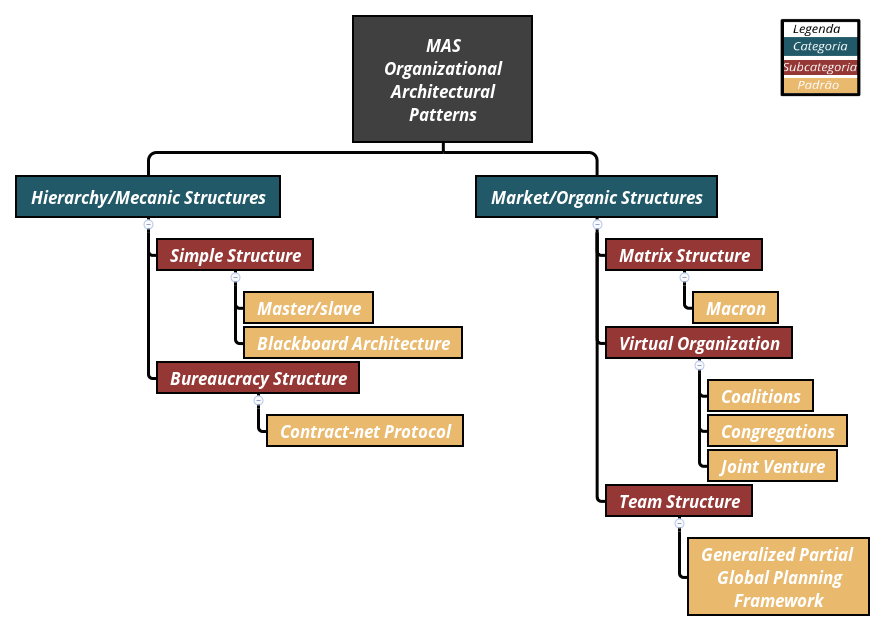 MAS
Organizational
Architectural
Patterns
Legenda
Categoria
Subcategoria
Padrão
Hierarchy/Mecanic Structures
Simple Structure
Master/slave
Blackboard Architecture
Bureaucracy Structure
Contract-net Protocol
Market/Organic Structures
Matrix Structure
Macron
Virtual Organization
Coalitions
Congregations
Joint Venture
Team Structure
Generalized Partial
Global Planning
Framework